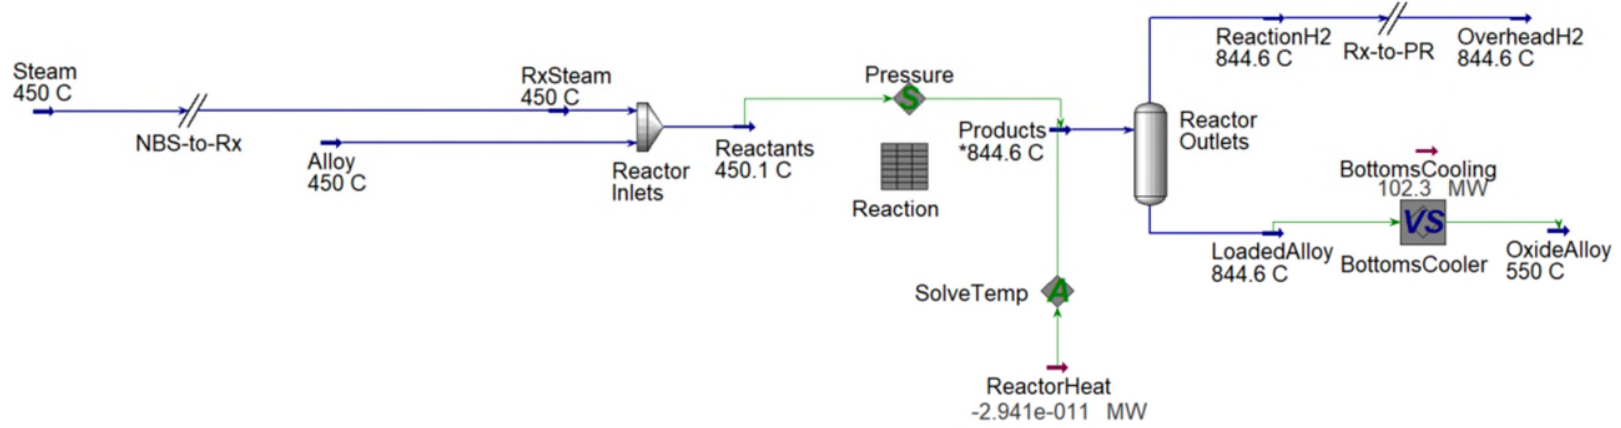 Steam
450 C
NBS-to-Rx
RxSteam
450 C
Alloy
450 C
Reactor
Inlets
Reactants
450.1 C
Pressure
S
Reaction
Products
*844.6 C
SolveTemp
A
ReactorHeat
-2.941e-011 MW
Reactor
Outlets
ReactionH2
844.6 C
Rx-to-PR
OverheadH2
844.6 C
BottomsCooling
102.3 MW
VS
LoadedAlloy
844.6 C
BottomsCooler
OxideAlloy
550 C